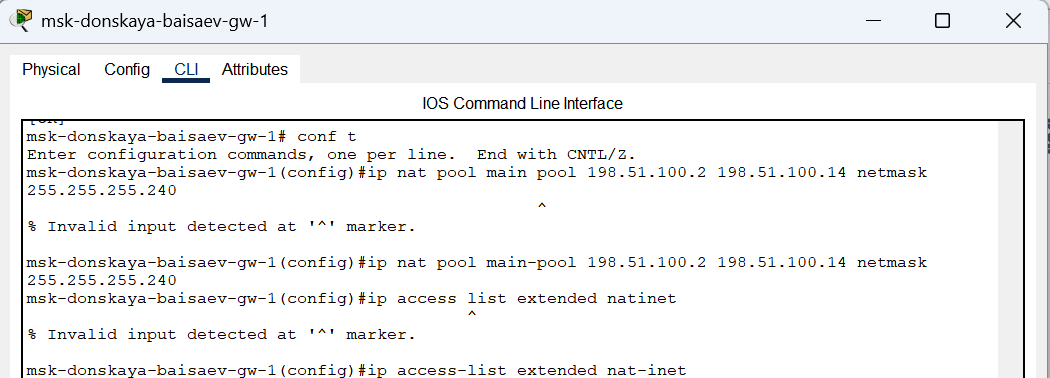 msk-donskaya-baisaev-gw-1
Physical Config CLI Attributes
IOS Command Line Interface
[OK]
msk-donskaya-baisaev-gw-1# conf t
Enter configuration commands, one per line.  End with CNTL/Z.
msk-donskaya-baisaev-gw-1(config)#ip nat pool main pool 198.51.100.2 198.51.100.14 netmask
255.255.255.240
^
% Invalid input detected at '^' marker.
msk-donskaya-baisaev-gw-1(config)#ip nat pool main-pool 198.51.100.2 198.51.100.14 netmask
255.255.255.240
msk-donskaya-baisaev-gw-1(config)#ip access list extended natinet
^
% Invalid input detected at '^' marker.
msk-donskaya-baisaev-gw-1(config)#ip access-list extended nat-inet